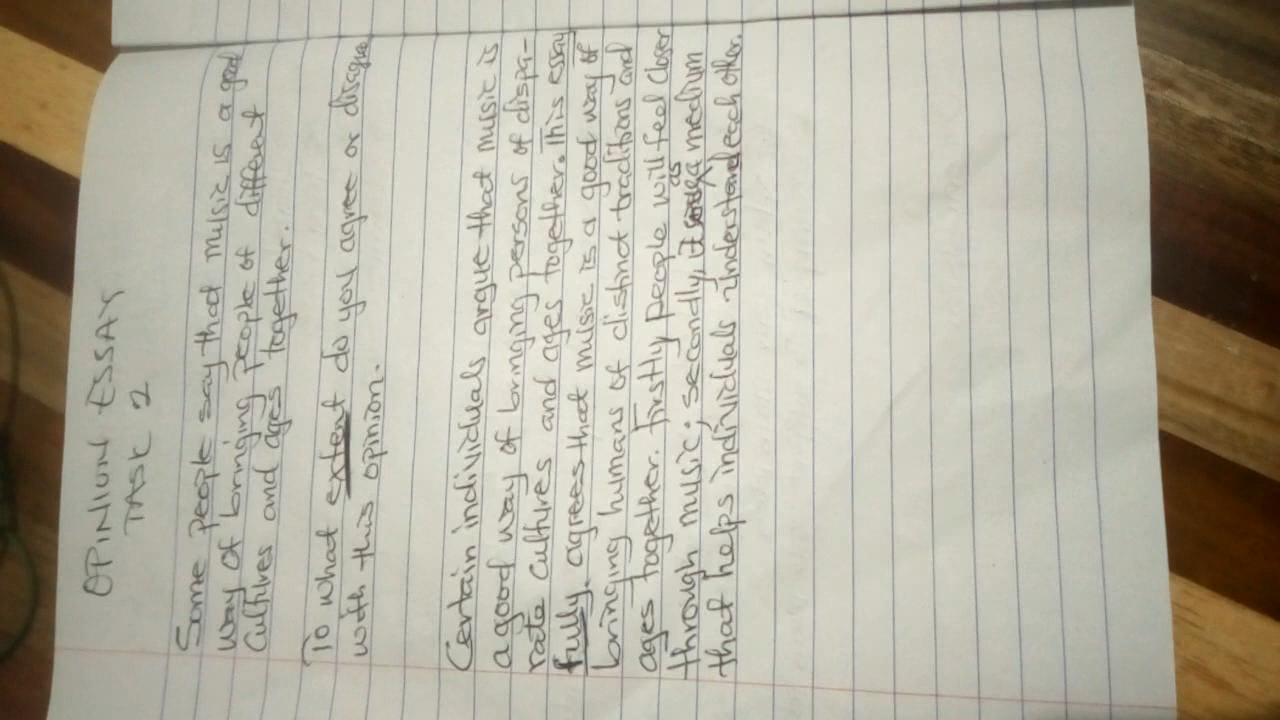 OPINION ESSAY
TASK 2
Some people say that music is a good
way of bringing people of different
cultures and ages together.
To what extent do you agree or disagree
with this opinion.
Certain individuals argue that music is
a good way of bringing persons of dispa-
rate cultures and ages together. This essay
fully agrees that music is a good way of
bringing humans of distinct traditions and
ages together. Firstly people will feel closer
through music; secondly, it as a medium
that helps individuals understand each other.